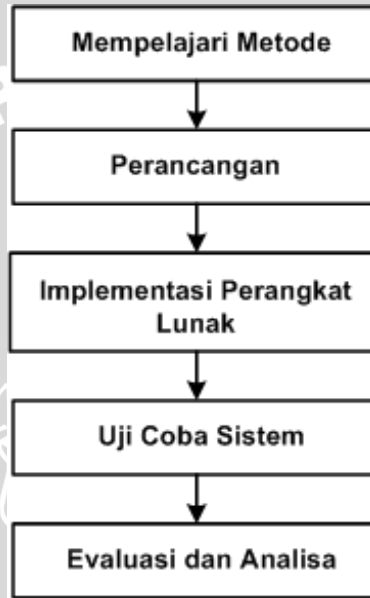 Mempelajari Metode
Perancangan
Implementasi Perangkat
Lunak
Uji Coba Sistem
Evaluasi dan Analisa